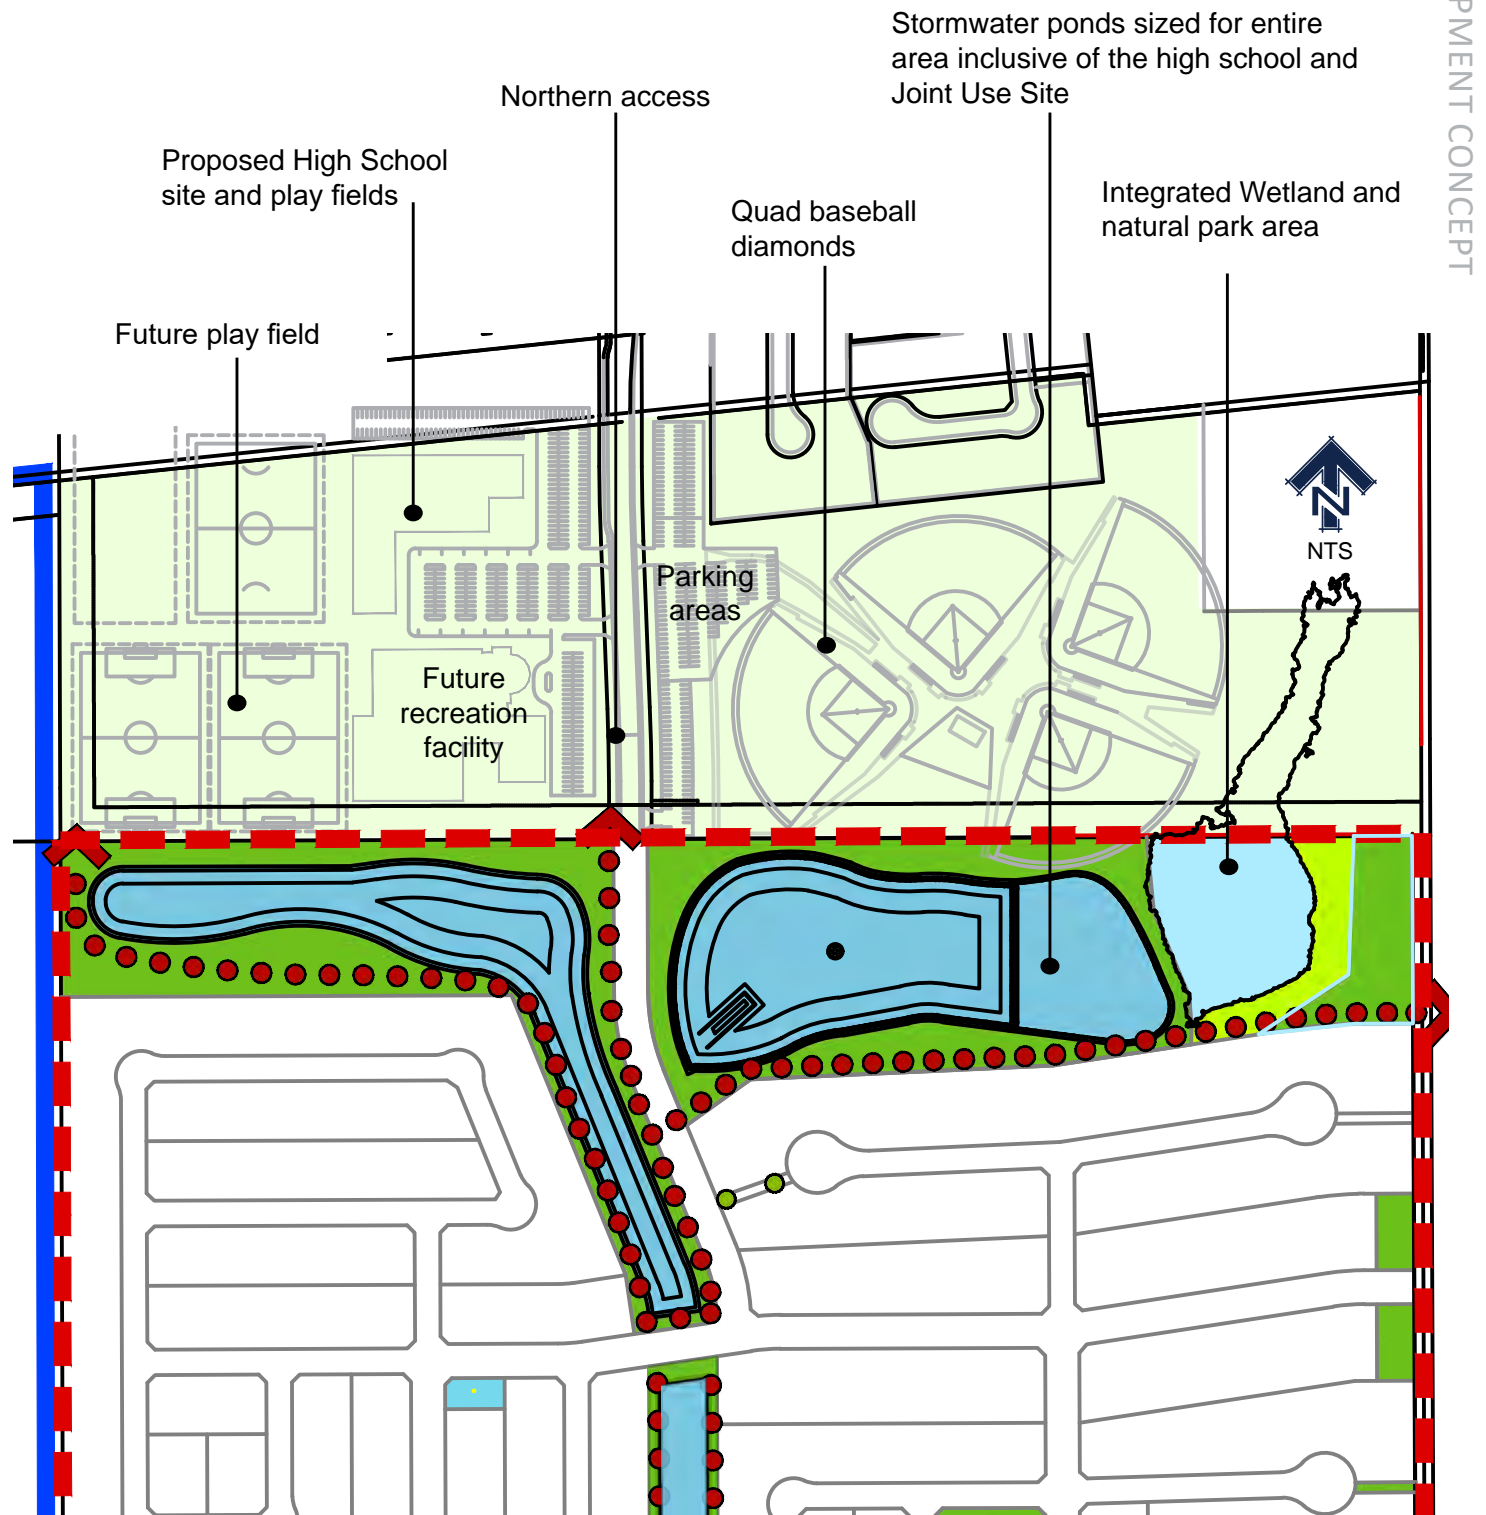 Stormwater ponds sized for entire
area inclusive of the high school and
Joint Use Site
Northern access
Proposed High School
site and play fields
Integrated Wetland and
natural park area
Quad baseball
diamonds
Future play field
N
NTS
Parking
areas
Future
recreation
facility
CONCEPT